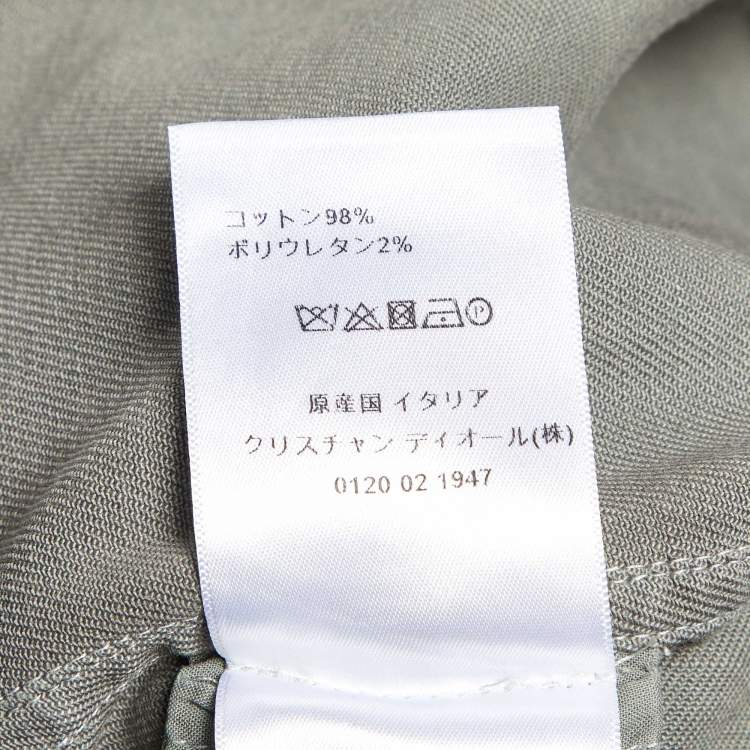 コットン98%
ポリウレタン2%
P
原産国 イタリア
クリスチャン ディオール(株)
0120 02 1947